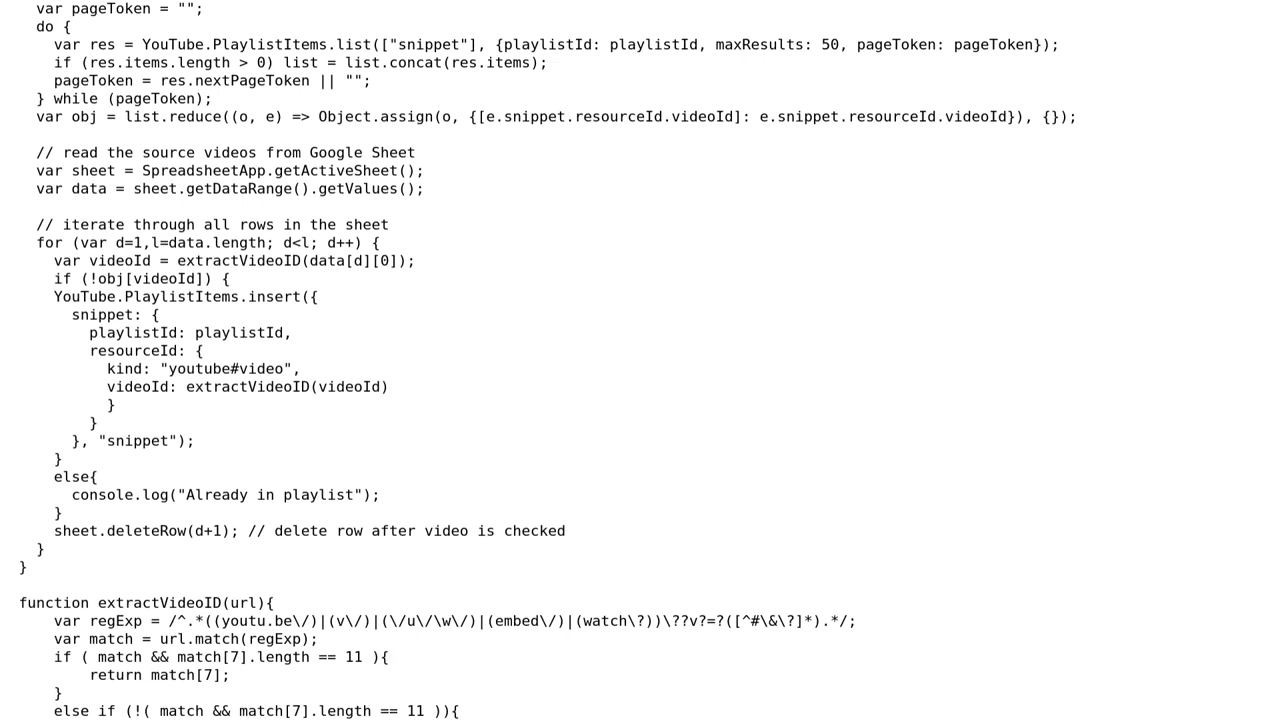 var pageToken = "";
do {
var res = YouTube.PlaylistItems.list(["snippet"], {playlistId: playlistId, maxResults: 50, pageToken: pageToken});
if (res.items.length > 0) list = list.concat(res.items);
pageToken = res.nextPageToken || "";
} while (pageToken);
var obj = list.reduce((o, e) => Object.assign(o, {[e.snippet.resourceId.videoId]: e.snippet.resourceId.videoId}), {});
// read the source videos from Google Sheet
var sheet = SpreadsheetApp.getActiveSheet();
var data = sheet.getDataRange().getValues();
// iterate through all rows in the sheet
for (var d=1,l=data.length; d<l; d++) {
var videoId = extractVideoID(data[d][0]);
if (!obj[videoId]) {
YouTube.PlaylistItems.insert({
snippet: {
playlistId: playlistId,
resourceId: {
kind: "youtube#video",
videoId: extractVideoID(videoId)
}
}
}, "snippet");
}
else{
console.log("Already in playlist");
}
sheet.deleteRow(d+1); // delete row after video is checked
}
}
function extractVideoID(url){
var regExp = /^.*((youtu.be\/)|(v\/)|(\/u\/\w\/)|(embed\/)|(watch\?))\??v?=?([^#\&\?]*).*/;
var match = url.match(regExp);
if ( match && match[7].length == 11 ){
return match[7];
}
else if (!( match && match[7].length == 11 )){